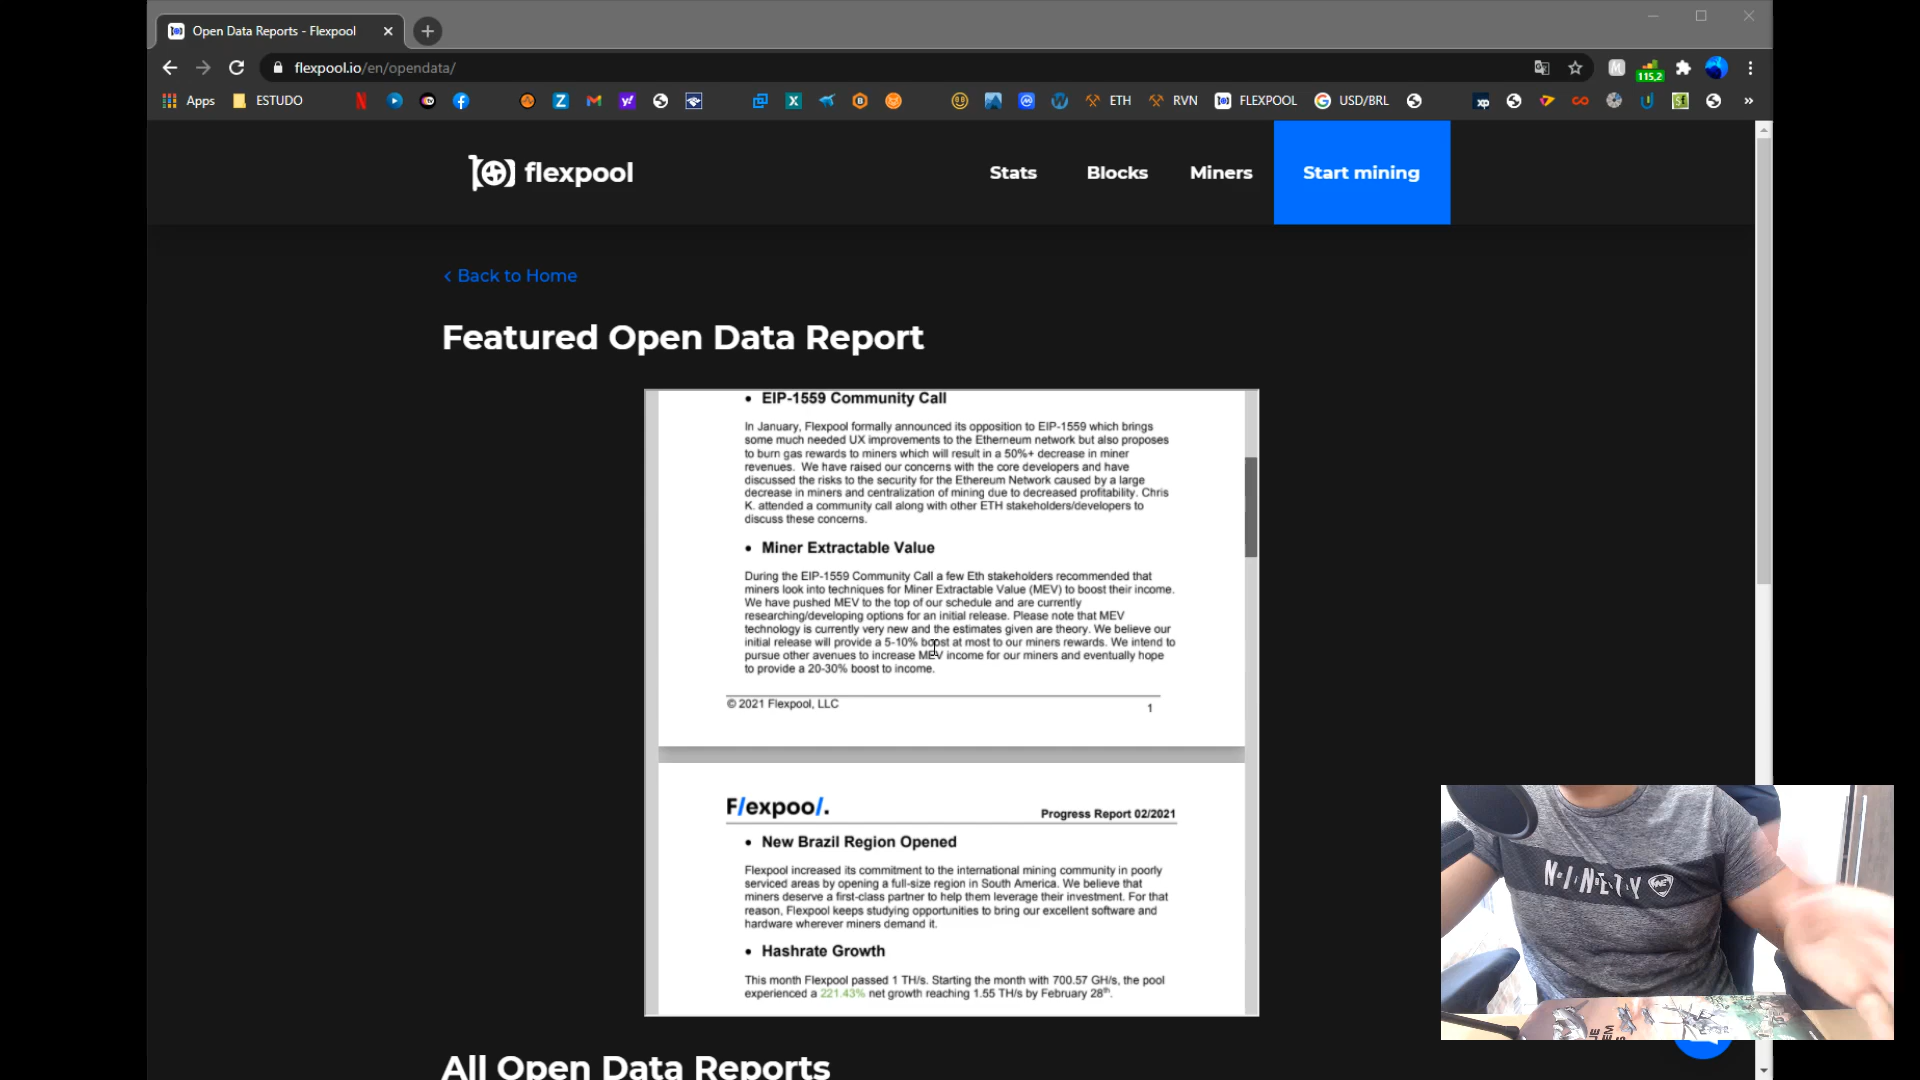 Open Data Reports - Flexpool
flexpool.io/en/opendata/
115,2
Apps
ESTUDO
ETH
RVN
FLEXPOOL
USD/BRL
xp
flexpool
Stats
Blocks
Miners
Start mining
Back to Home
Featured Open Data Report
• EIP-1559 Community Call
In January, Flexpool formally announced its opposition to EIP-1559 which brings
some much needed UX improvements to the Etherneum network but also proposes
to burn gas rewards to miners which will result in a 50%+ decrease in miner
revenues. We have raised our concerns with the core developers and have
discussed the risks to the security for the Ethereum Network caused by a large
decrease in miners and centralization of mining due to decreased profitability. Chris
K. attended a community call along with other ETH stakeholders/developers to
discuss these concerns.
• Miner Extractable Value
During the EIP-1559 Community Call a few Eth stakeholders recommended that
miners look into techniques for Miner Extractable Value (MEV) to boost their income.
We have pushed MEV to the top of our schedule and are currently
researching/developing options for an initial release. Please note that MEV
technology is currently very new and the estimates given are theory. We believe our
initial release will provide a 5-10% boost at most to our miners rewards. We intend to
pursue other avenues to increase MEV income for our miners and eventually hope
to provide a 20-30% boost to income.
© 2021 Flexpool, LLC
1
F/expoo/.
Progress Report 02/2021
• New Brazil Region Opened
Flexpool increased its commitment to the international mining community in poorly
serviced areas by opening a full-size region in South America. We believe that
miners deserve a first-class partner to help them leverage their investment. For that
reason, Flexpool keeps studying opportunities to bring our excellent software and
hardware wherever miners demand it.
• Hashrate Growth
This month Flexpool passed 1 TH/s. Starting the month with 700.57 GH/s, the pool
experienced a 221.43% net growth reaching 1.55 TH/s by February 28th.
All Open Data Reports
N·I·N·E·T·Y